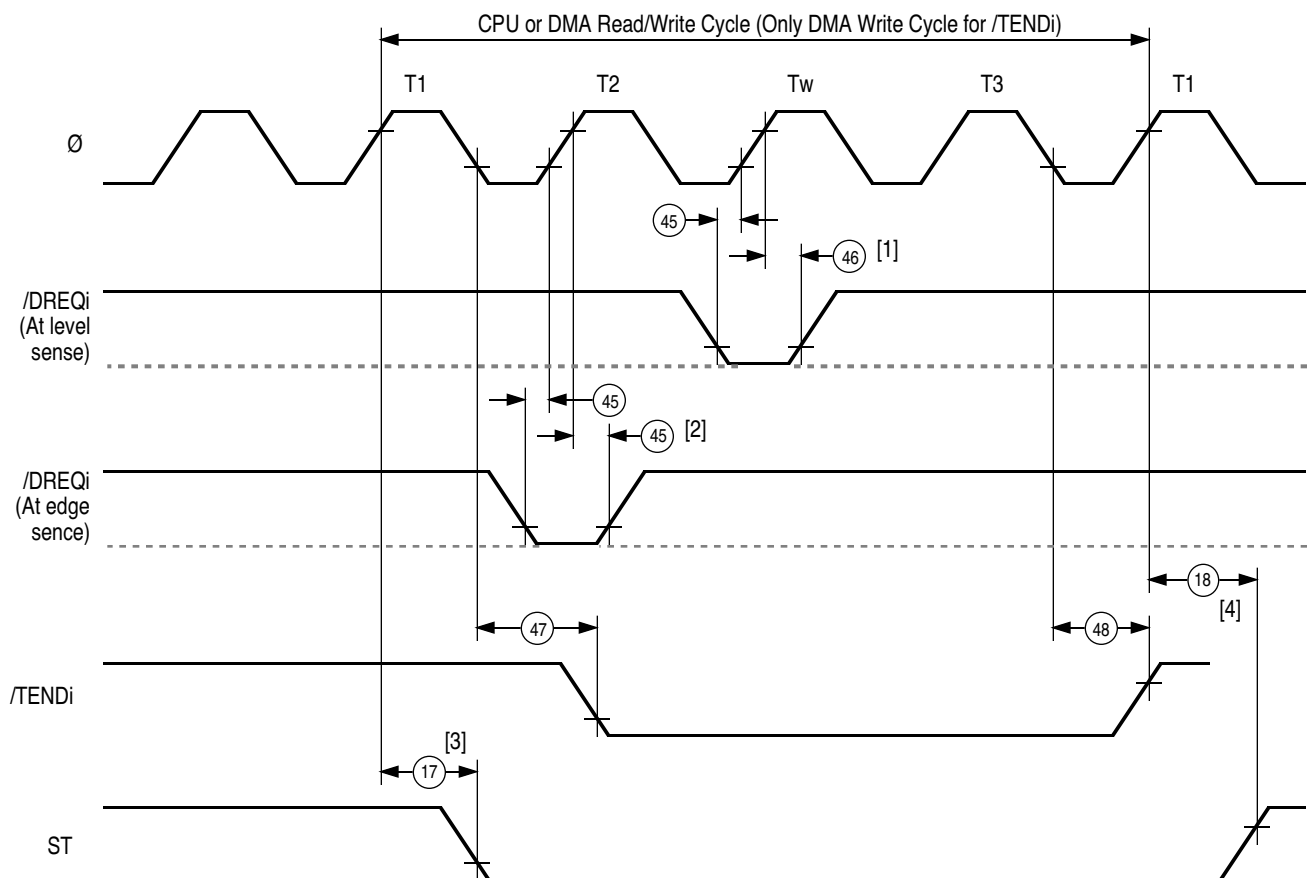 CPU or DMA Read/Write Cycle (Only DMA Write Cycle for /TENDi)
T1 T2 Tw T3 T1
Ø
45
46 [1]
/DREQi
(At level
sense)
45
45 [2]
/DREQi
(At edge
sence)
18
[4]
47
48
/TENDi
[3]
17
ST